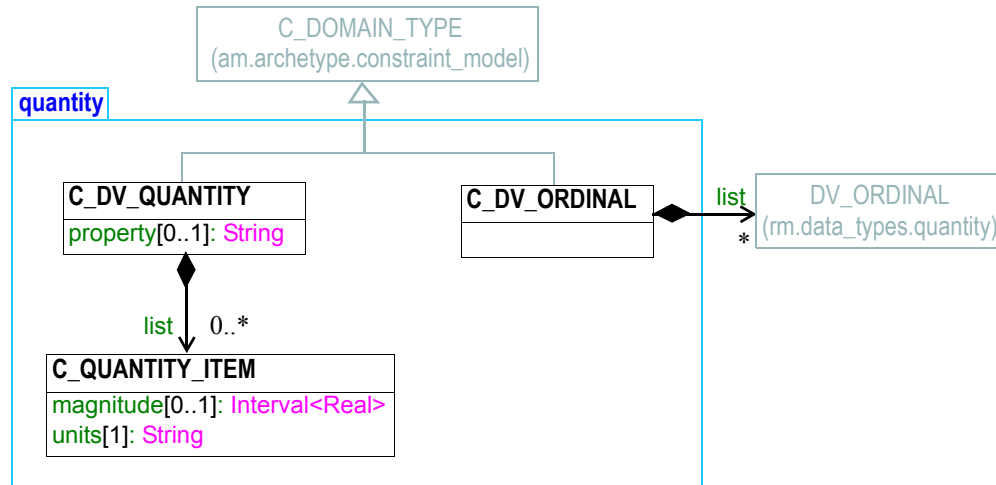 C_DOMAIN_TYPE
(am.archetype.constraint_model)
quantity
C_DV_QUANTITY
property[0..1]: String
C_DV_ORDINAL
list
*
DV_ORDINAL
(rm.data_types.quantity)
list
0..*
C_QUANTITY_ITEM
magnitude[0..1]: Interval<Real>
units[1]: String